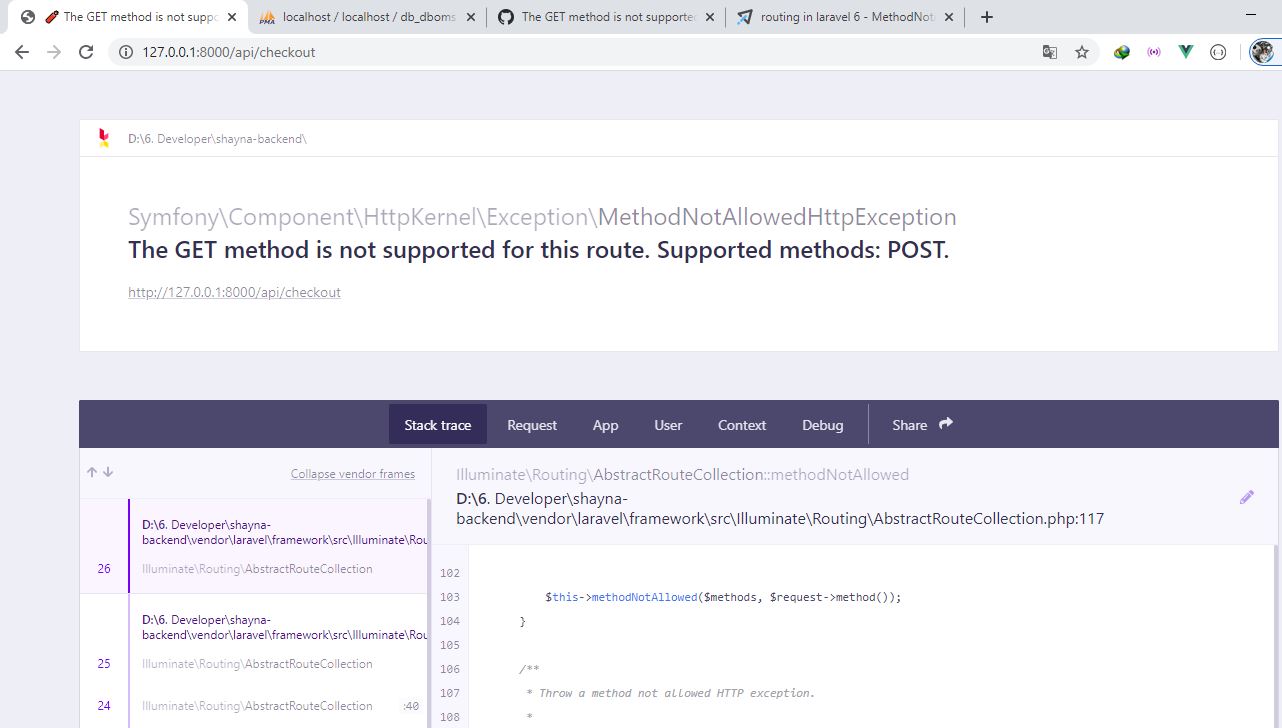 The GET method is not suppo
localhost / localhost / db_dboms
The GET method is not supported
routing in laravel 6 - MethodNot
127.0.0.1:8000/api/checkout
D:\6. Developer\shayna-backend\
Symfony\Component\HttpKernel\Exception\MethodNotAllowedHttpException
The GET method is not supported for this route. Supported methods: POST.
http://127.0.0.1:8000/api/checkout
Stack trace Request App User Context Debug Share
Collapse vendor frames
D:\6. Developer\shayna-
backend\vendor\laravel\framework\src\Illuminate\Rou
26 Illuminate\Routing\AbstractRouteCollection
D:\6. Developer\shayna-
backend\vendor\laravel\framework\src\Illuminate\Rou
25 Illuminate\Routing\AbstractRouteCollection
24 Illuminate\Routing\AbstractRouteCollection :40
Illuminate\Routing\AbstractRouteCollection::methodNotAllowed
D:\6. Developer\shayna-
backend\vendor\laravel\framework\src\Illuminate\Routing\AbstractRouteCollection.php:117
102
103 $this->methodNotAllowed($methods, $request->method());
104 }
105
106 /**
107 * Throw a method not allowed HTTP exception.
108 *